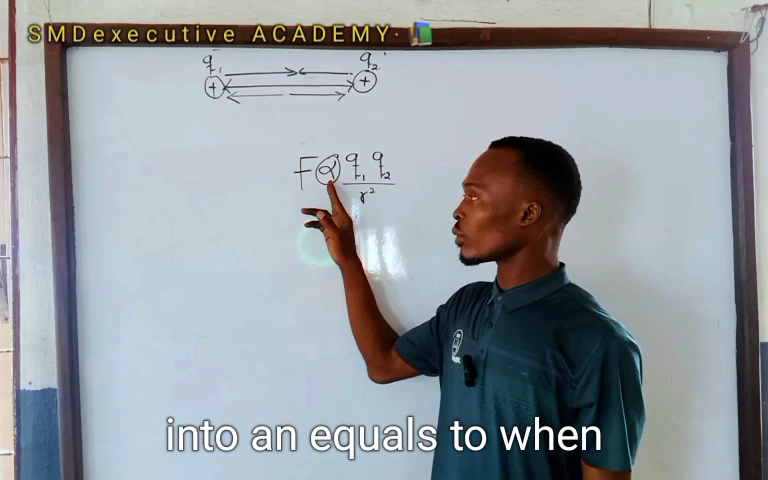 SMDexecutive ACADEMY
q₁ q₂
+ +
F α q₁ q₂
r²
into an equals to when